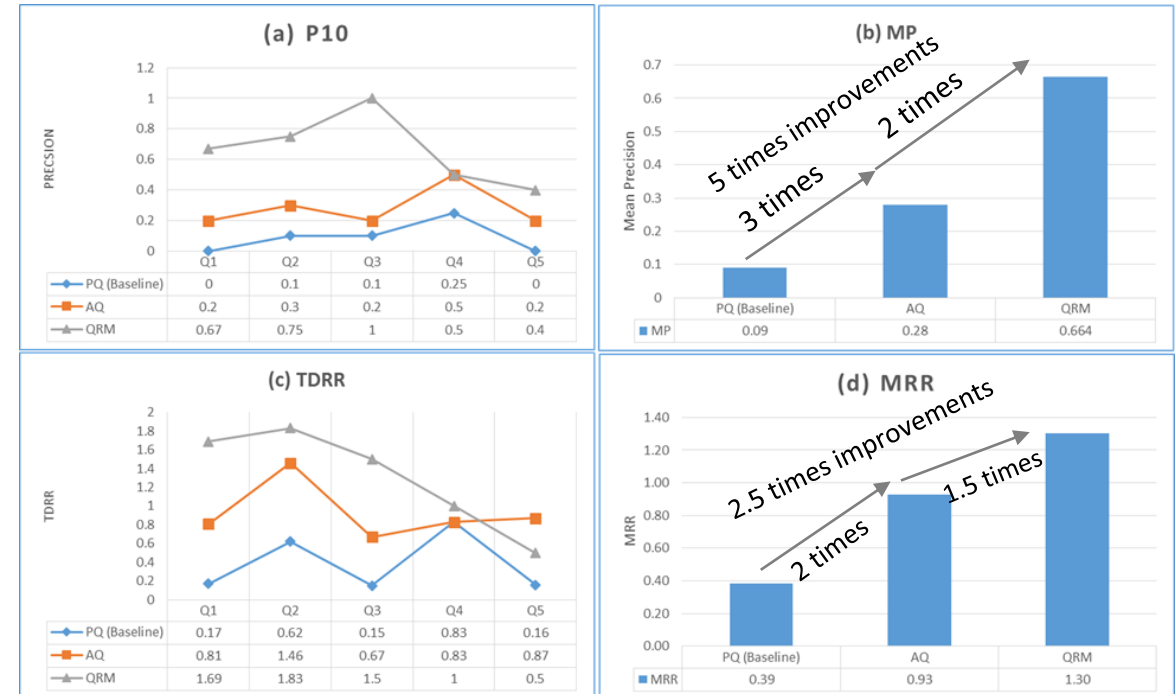 (a) P10
1.2
1
0.8
0.6
0.4
0.2
0
PRECSION
Q1 Q2 Q3 Q4 Q5
PQ (Baseline) 0 0.1 0.1 0.25 0
AQ 0.2 0.3 0.2 0.5 0.2
QRM 0.67 0.75 1 0.5 0.4
(b) MP
0.7
0.6
0.5
0.4
0.3
0.2
0.1
0
Mean Precision
5 times improvements
3 times
2 times
PQ (Baseline) AQ QRM
MP 0.09 0.28 0.664
(c) TDRR
2
1.8
1.6
1.4
1.2
1
0.8
0.6
0.4
0.2
0
TDRR
Q1 Q2 Q3 Q4 Q5
PQ (Baseline) 0.17 0.62 0.15 0.83 0.16
AQ 0.81 1.46 0.67 0.83 0.87
QRM 1.69 1.83 1.5 1 0.5
(d) MRR
1.40
1.20
1.00
0.80
0.60
0.40
0.20
0.00
MRR
2.5 times improvements
2 times
1.5 times
PQ (Baseline) AQ QRM
MRR 0.39 0.93 1.30